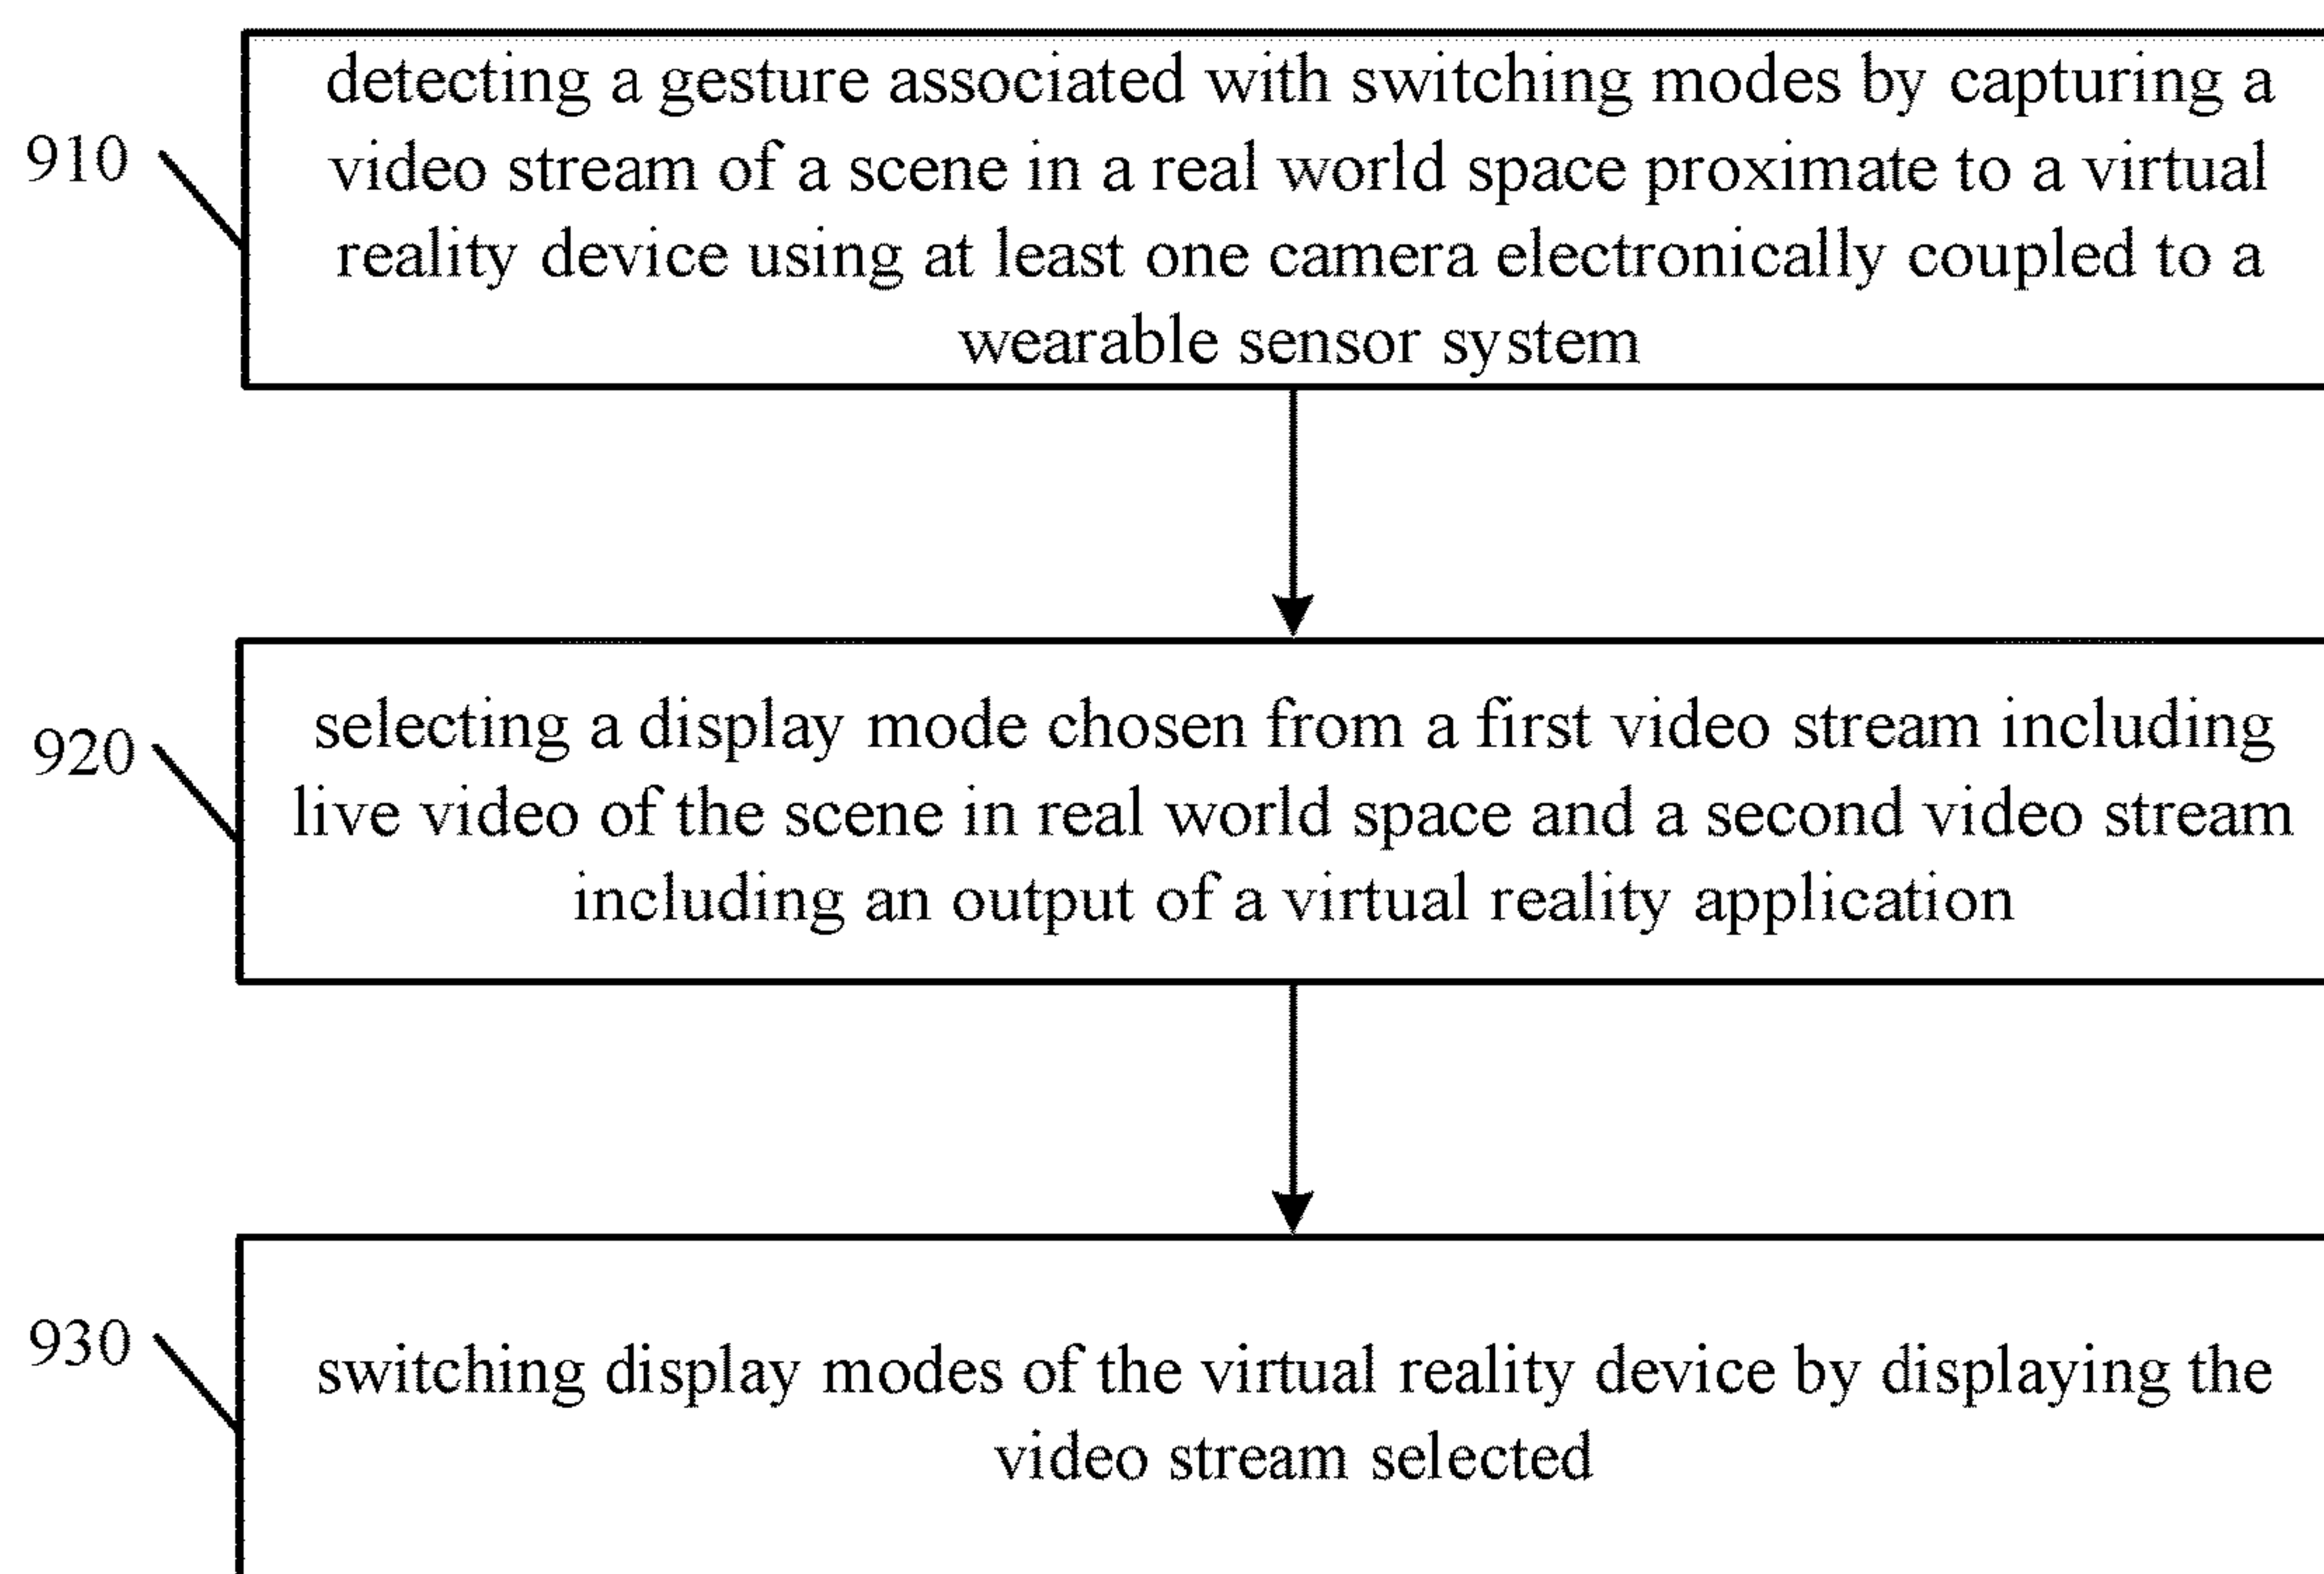 detecting a gesture associated with switching modes by capturing a
910
video stream of a scene in a real world space proximate to a virtual
reality device using at least one camera electronically coupled to a
wearable sensor system
920
selecting a display mode chosen from a first video stream including
live video of the scene in real world space and a second video stream
including an output of a virtual reality application
930
switching display modes of the virtual reality device by displaying the
video stream selected